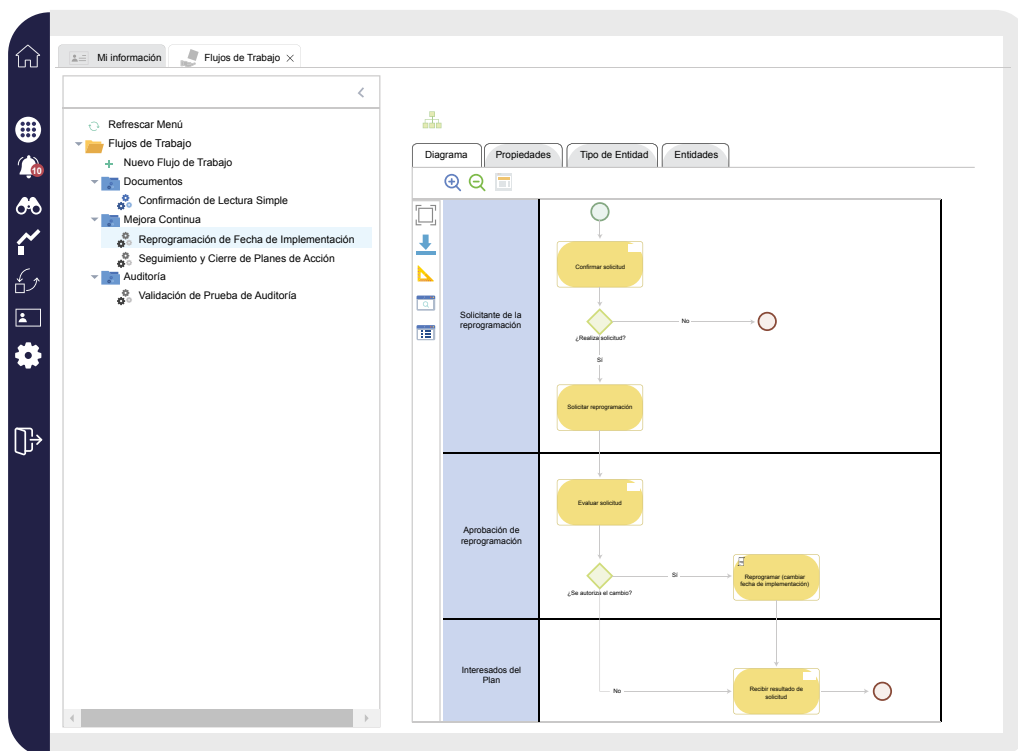 Mi información
Flujos de Trabajo
10
Refrescar Menú
Flujos de Trabajo
Nuevo Flujo de Trabajo
Documentos
Confirmación de Lectura Simple
Mejora Continua
Reprogramación de Fecha de Implementación
Seguimiento y Cierre de Planes de Acción
Auditoría
Validación de Prueba de Auditoría
Diagrama
Propiedades
Tipo de Entidad
Entidades
Solicitante de la
reprogramación
Confirmar solicitud
¿Realiza solicitud?
No
Sí
Solicitar reprogramación
Aprobación de
reprogramación
Evaluar solicitud
¿Se autoriza el cambio?
Sí
Reprogramar (cambiar
fecha de implementación)
Interesados del
Plan
No
Recibir resultado de
solicitud